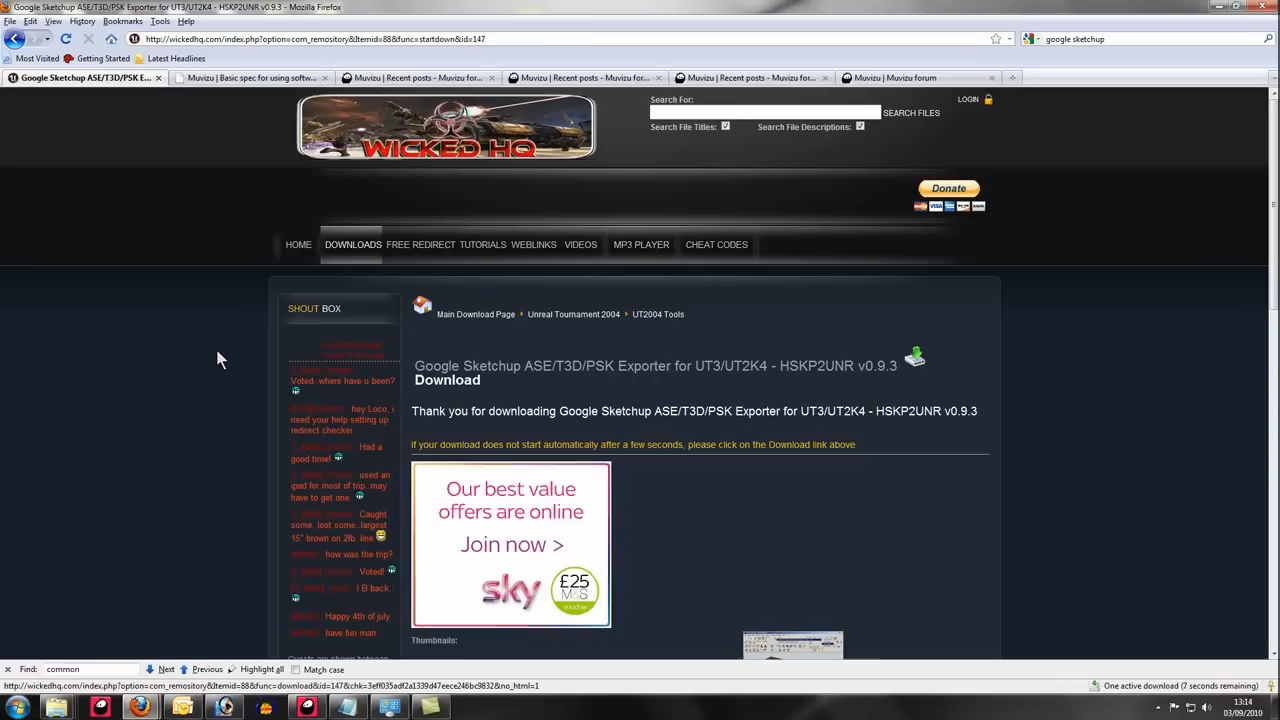 Google Sketchup ASE/T3D/PSK Exporter for UT3/UT2K4 - HSKP2UNR v0.9.3 - Mozilla Firefox
File Edit View History Bookmarks Tools Help
http://wickedhq.com/index.php?option=com_remository&Itemid=88&func=startdown&id=147
google sketchup
Most Visited Getting Started Latest Headlines
Google Sketchup ASE/T3D/PSK E... Muvizu | Basic spec for using softw... Muvizu | Recent posts - Muvizu for... Muvizu | Recent posts - Muvizu for... Muvizu | Recent posts - Muvizu for... Muvizu | Muvizu forum
WICKED HQ
Search For:
SEARCH FILES
Search File Titles: Search File Descriptions:
LOGIN
Donate
VISA
HOME DOWNLOADS FREE REDIRECT TUTORIALS WEBLINKS VIDEOS MP3 PLAYER CHEAT CODES
SHOUT BOX
Voted..where have u been?
hey Loco, i
need your help setting up
redirect checker
Had a
good time!
used an
ipad for most of trip..may
have to get one.
Caught
some. lost some..largest
15" brown on 2lb. line
how was the trip?
Voted!
I B back..
Happy 4th of july
have fun man
Guests are shown between
Main Download Page Unreal Tournament 2004 UT2004 Tools
Google Sketchup ASE/T3D/PSK Exporter for UT3/UT2K4 - HSKP2UNR v0.9.3
Download
Thank you for downloading Google Sketchup ASE/T3D/PSK Exporter for UT3/UT2K4 - HSKP2UNR v0.9.3
If your download does not start automatically after a few seconds, please click on the Download link above
Our best value
offers are online
Join now >
sky
£25
M&S
voucher
Thumbnails:
Find: common Next Previous Highlight all Match case
http://wickedhq.com/index.php?option=com_remository&Itemid=88&func=download&id=147&chk=3eff035adf2a1339d47eece246bc9832&no_html=1
One active download (7 seconds remaining)
13:14
03/09/2010